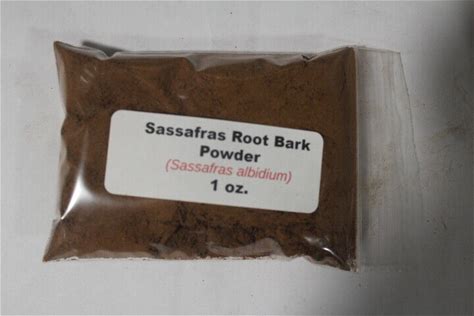 Sassafras Root Bark
Powder
(Sassafras albidium)
1 oz.